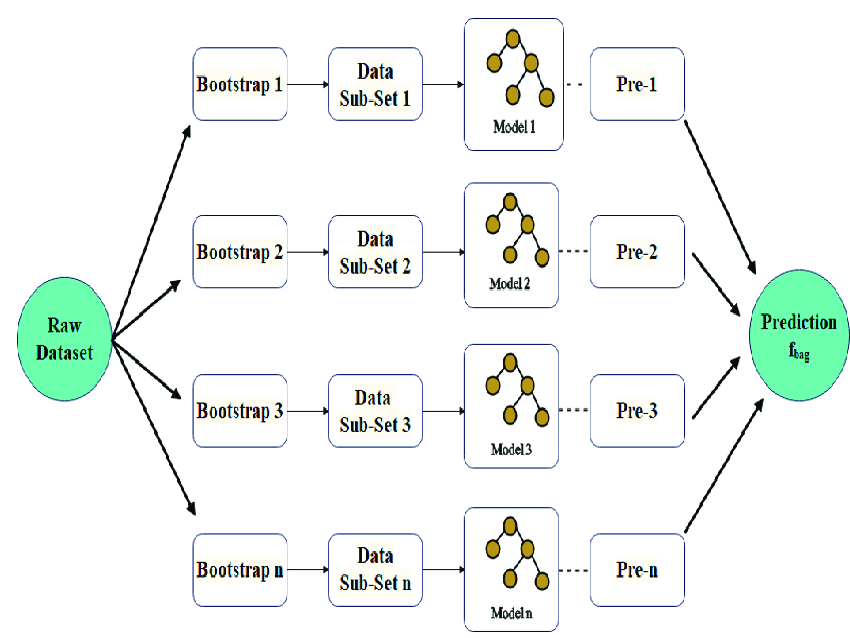 Bootstrap 1
Data
Sub-Set 1
Model 1
Pre-1
Bootstrap 2
Data
Sub-Set 2
Model 2
Pre-2
Raw
Dataset
Prediction
fbag
Bootstrap 3
Data
Sub-Set 3
Model 3
Pre-3
Bootstrap n
Data
Sub-Set n
Model n
Pre-n